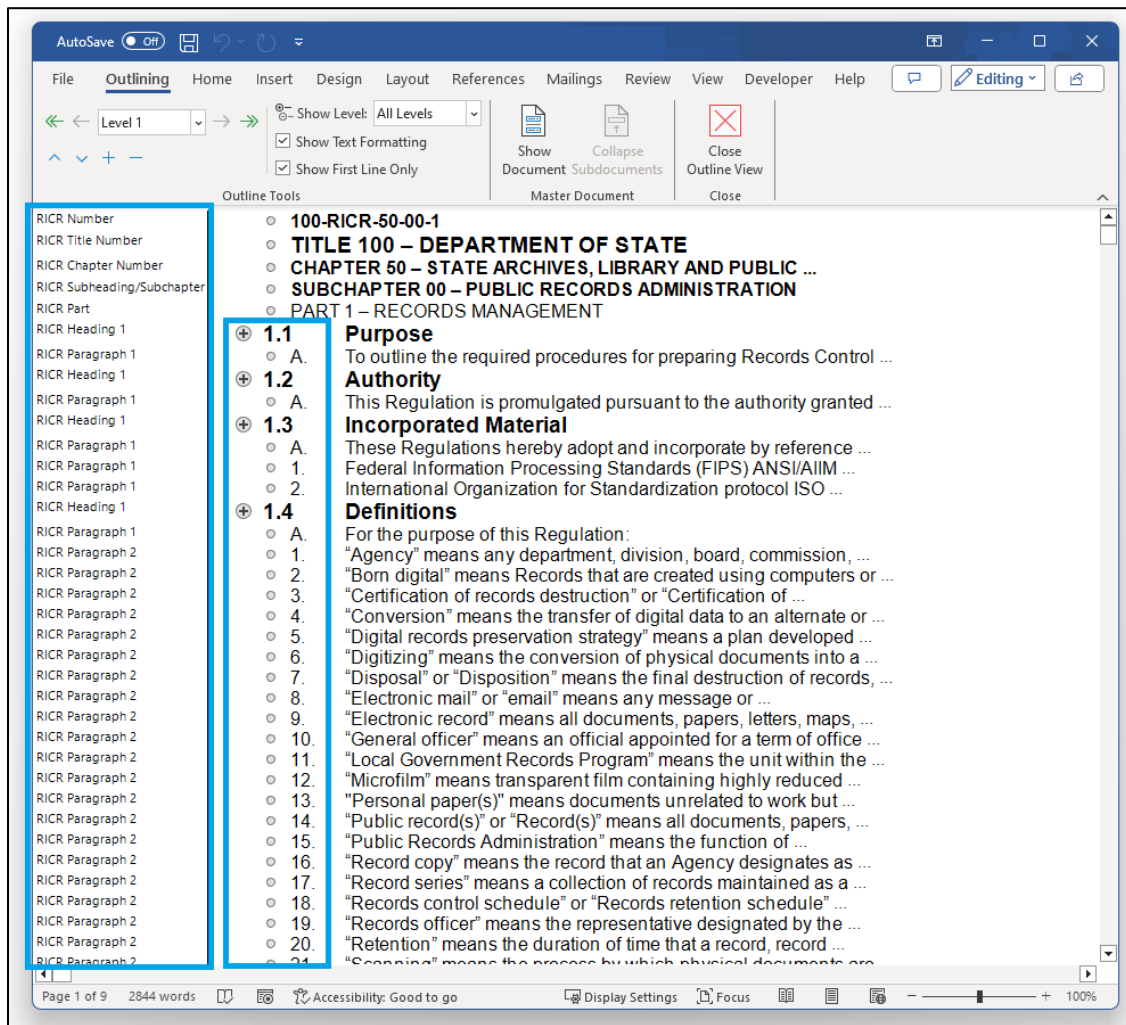 AutoSave Off
File Outlining Home Insert Design Layout References Mailings Review View Developer Help Editing
Level 1
Show Level: All Levels
Show Text Formatting
Show First Line Only
Show Document
Collapse Subdocuments
Close Outline View
Outline Tools Master Document Close
RICR Number 100-RICR-50-00-1
RICR Title Number TITLE 100 – DEPARTMENT OF STATE
RICR Chapter Number CHAPTER 50 – STATE ARCHIVES, LIBRARY AND PUBLIC ...
RICR Subheading/Subchapter SUBCHAPTER 00 – PUBLIC RECORDS ADMINISTRATION
RICR Part PART 1 – RECORDS MANAGEMENT
RICR Heading 1 1.1 Purpose
RICR Paragraph 1 A. To outline the required procedures for preparing Records Control ...
RICR Heading 1 1.2 Authority
RICR Paragraph 1 A. This Regulation is promulgated pursuant to the authority granted ...
RICR Heading 1 1.3 Incorporated Material
RICR Paragraph 1 A. These Regulations hereby adopt and incorporate by reference ...
RICR Paragraph 1 1. Federal Information Processing Standards (FIPS) ANSI/AIIM ...
RICR Paragraph 1 2. International Organization for Standardization protocol ISO ...
RICR Heading 1 1.4 Definitions
RICR Paragraph 1 A. For the purpose of this Regulation:
RICR Paragraph 2 1. “Agency” means any department, division, board, commission, ...
RICR Paragraph 2 2. “Born digital” means Records that are created using computers or ...
RICR Paragraph 2 3. “Certification of records destruction” or “Certification of ...
RICR Paragraph 2 4. “Conversion” means the transfer of digital data to an alternate or ...
RICR Paragraph 2 5. “Digital records preservation strategy” means a plan developed ...
RICR Paragraph 2 6. “Digitizing” means the conversion of physical documents into a ...
RICR Paragraph 2 7. “Disposal” or “Disposition” means the final destruction of records, ...
RICR Paragraph 2 8. “Electronic mail” or “email” means any message or ...
RICR Paragraph 2 9. “Electronic record” means all documents, papers, letters, maps, ...
RICR Paragraph 2 10. “General officer” means an official appointed for a term of office ...
RICR Paragraph 2 11. “Local Government Records Program” means the unit within the ...
RICR Paragraph 2 12. “Microfilm” means transparent film containing highly reduced ...
RICR Paragraph 2 13. "Personal paper(s)" means documents unrelated to work but ...
RICR Paragraph 2 14. “Public record(s)” or “Record(s)” means all documents, papers, ...
RICR Paragraph 2 15. “Public Records Administration” means the function of ...
RICR Paragraph 2 16. “Record copy” means the record that an Agency designates as ...
RICR Paragraph 2 17. “Record series” means a collection of records maintained as a ...
RICR Paragraph 2 18. “Records control schedule” or “Records retention schedule” ...
RICR Paragraph 2 19. “Records officer” means the representative designated by the ...
RICR Paragraph 2 20. “Retention” means the duration of time that a record, record ...
RICR Paragraph 2 21. “Scanning” means the process by which physical documents are
Page 1 of 9 2844 words Accessibility: Good to go Display Settings Focus 100%